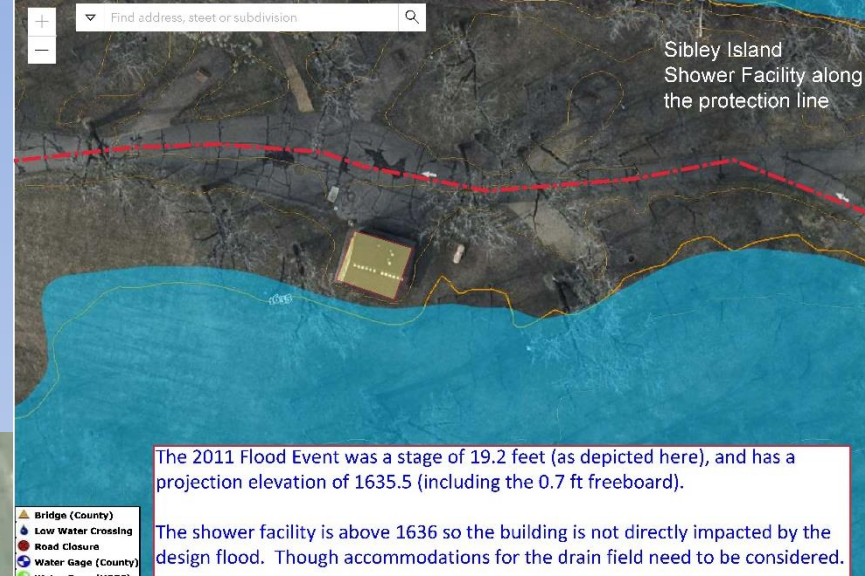 Find address, steet or subdivision
Sibley Island
Shower Facility along
the protection line
The 2011 Flood Event was a stage of 19.2 feet (as depicted here), and has a
projection elevation of 1635.5 (including the 0.7 ft freeboard).
The shower facility is above 1636 so the building is not directly impacted by the
design flood. Though accommodations for the drain field need to be considered.
Bridge (County)
Low Water Crossing
Road Closure
Water Gage (County)